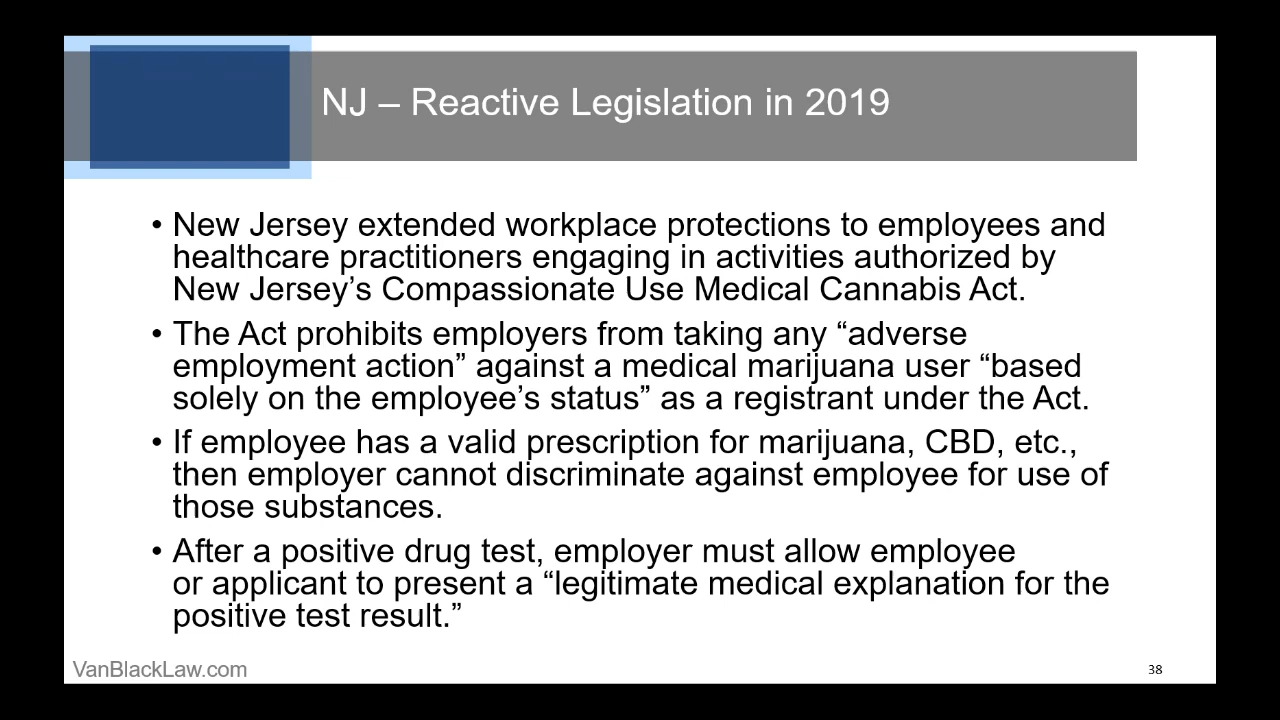 NJ – Reactive Legislation in 2019
• New Jersey extended workplace protections to employees and
healthcare practitioners engaging in activities authorized by
New Jersey’s Compassionate Use Medical Cannabis Act.
• The Act prohibits employers from taking any “adverse
employment action” against a medical marijuana user “based
solely on the employee’s status” as a registrant under the Act.
• If employee has a valid prescription for marijuana, CBD, etc.,
then employer cannot discriminate against employee for use of
those substances.
• After a positive drug test, employer must allow employee
or applicant to present a “legitimate medical explanation for the
positive test result.”
VanBlackLaw.com
38